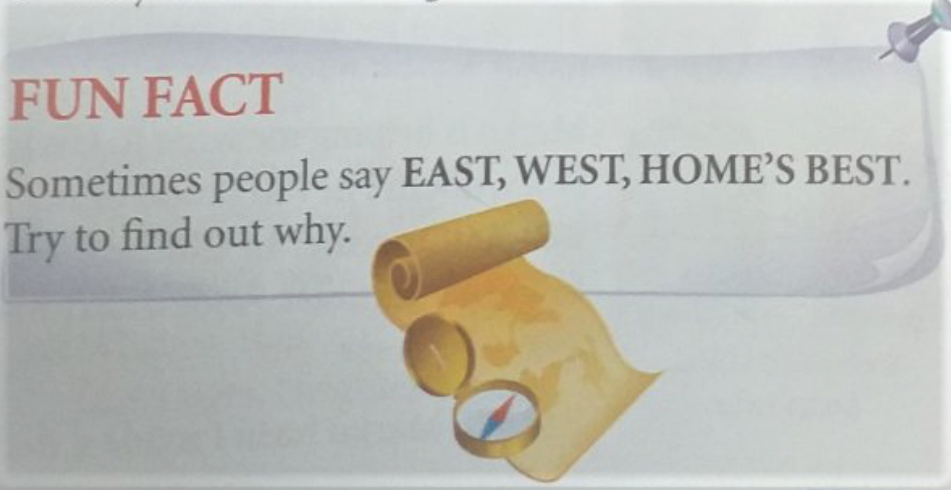 FUN FACT
Sometimes people say EAST, WEST, HOME'S BEST.
Try to find out why.